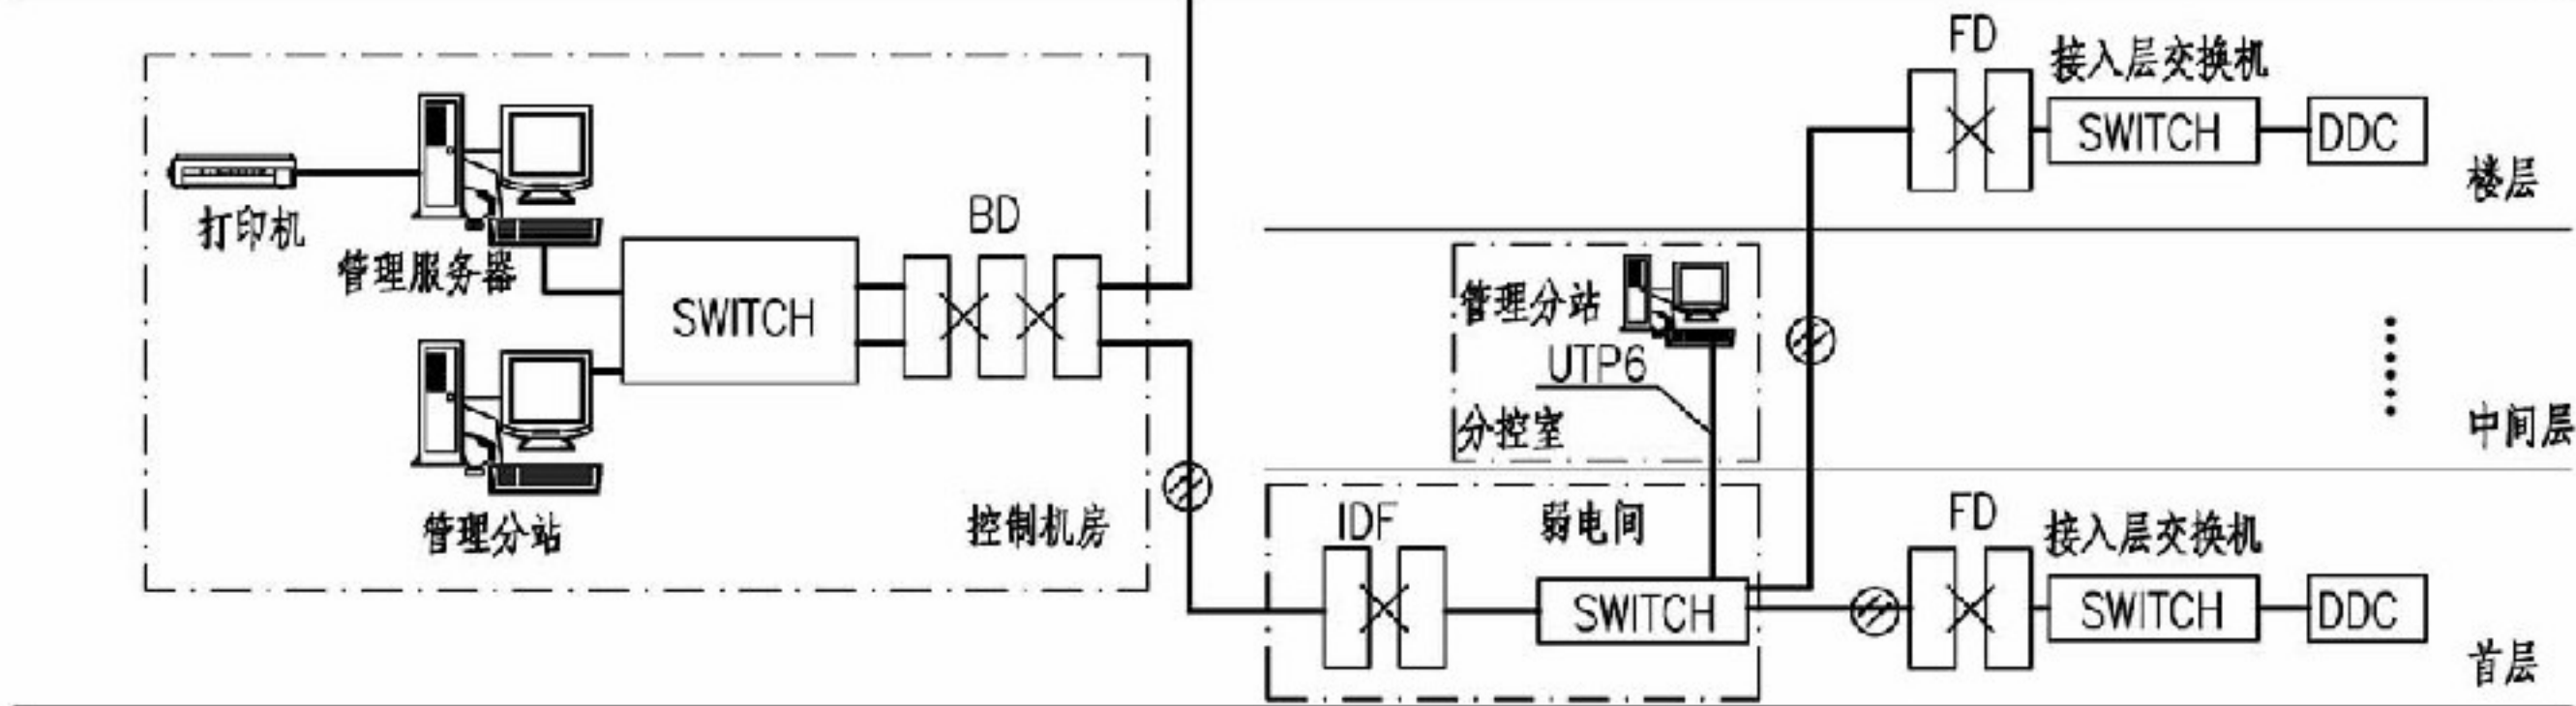 打印机
管理服务器
管理分站
SWITCH
BD
控制机房
FD
接入层交换机
SWITCH
DDC
楼层
管理分站
UTP6
分控室
中间层
IDF
弱电间
SWITCH
FD
接入层交换机
SWITCH
DDC
首层